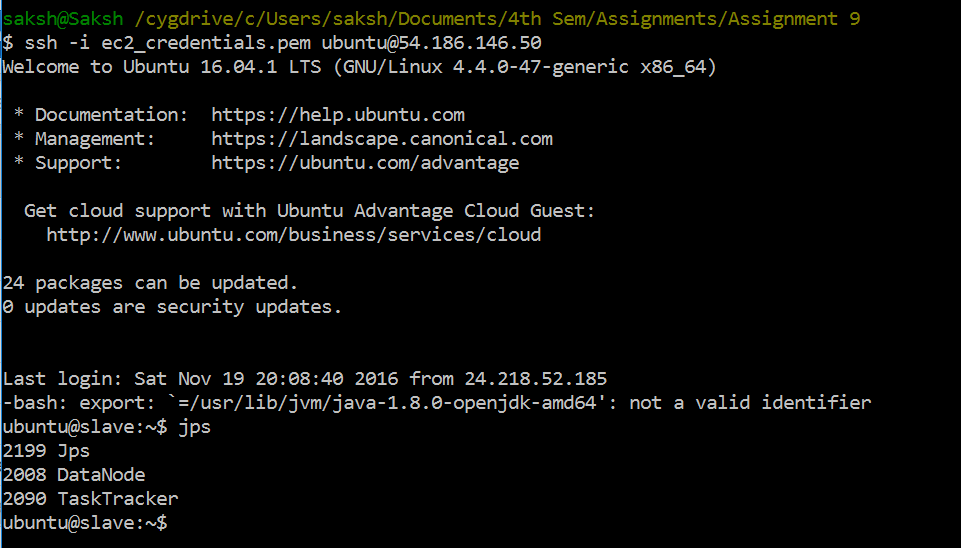 saksh@Saksh /cygdrive/c/Users/saksh/Documents/4th Sem/Assignments/Assignment 9
$ ssh -i ec2_credentials.pem ubuntu@54.186.146.50
Welcome to Ubuntu 16.04.1 LTS (GNU/Linux 4.4.0-47-generic x86_64)

 * Documentation:  https://help.ubuntu.com
 * Management:     https://landscape.canonical.com
 * Support:        https://ubuntu.com/advantage

  Get cloud support with Ubuntu Advantage Cloud Guest:
    http://www.ubuntu.com/business/services/cloud

24 packages can be updated.
0 updates are security updates.


Last login: Sat Nov 19 20:08:40 2016 from 24.218.52.185
-bash: export: `=/usr/lib/jvm/java-1.8.0-openjdk-amd64': not a valid identifier
ubuntu@slave:~$ jps
2199 Jps
2008 DataNode
2090 TaskTracker
ubuntu@slave:~$